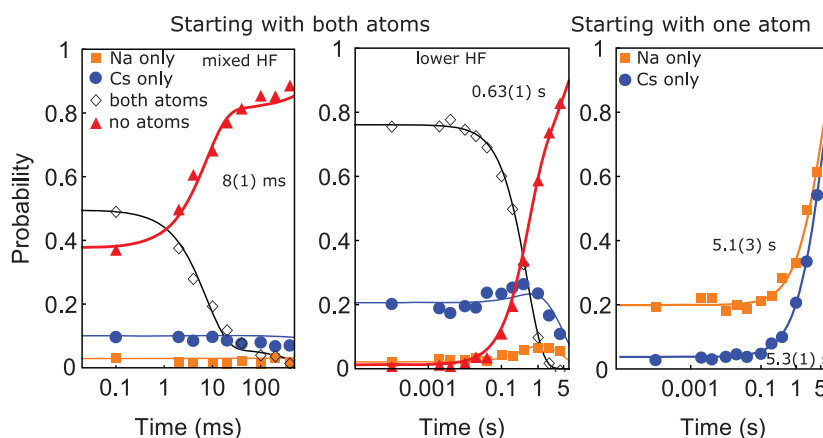 Starting with both atoms
Starting with one atom
Probability
1
0.8
0.6
0.4
0.2
0
Na only
mixed HF
Cs only
both atoms
no atoms
8(1) ms
0.1
1
10
100
Time (ms)
1
0.8
0.6
0.4
0.2
0
lower HF
0.63(1) s
0.001
0.1
1
5
Time (s)
1
0.8
0.6
0.4
0.2
0
Na only
Cs only
5.1(3) s
5.3(1) s
0.001
0.1
1
5
Time (s)